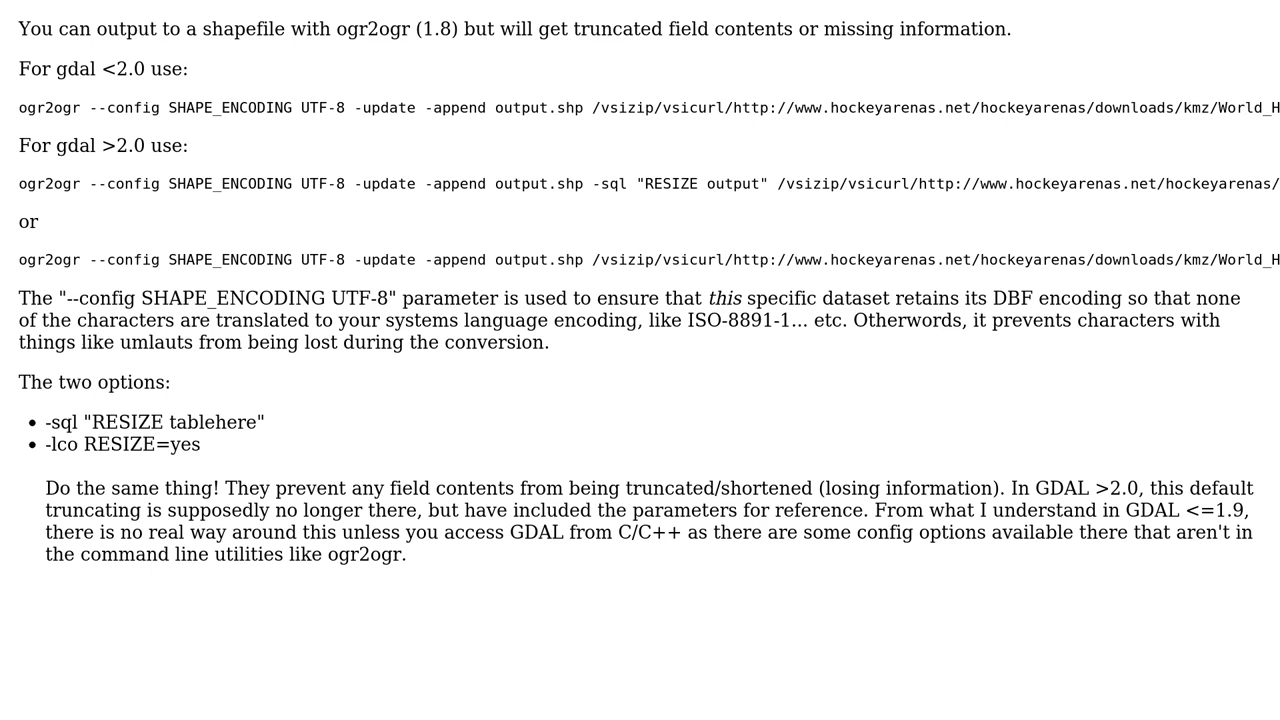 You can output to a shapefile with ogr2ogr (1.8) but will get truncated field contents or missing information.
For gdal <2.0 use:
ogr2ogr --config SHAPE_ENCODING UTF-8 -update -append output.shp /vsizip/vsicurl/http://www.hockeyarenas.net/hockeyarenas/downloads/kmz/World_H
For gdal >2.0 use:
ogr2ogr --config SHAPE_ENCODING UTF-8 -update -append output.shp -sql "RESIZE output" /vsizip/vsicurl/http://www.hockeyarenas.net/hockeyarenas/
or
ogr2ogr --config SHAPE_ENCODING UTF-8 -update -append output.shp /vsizip/vsicurl/http://www.hockeyarenas.net/hockeyarenas/downloads/kmz/World_H
The "--config SHAPE_ENCODING UTF-8" parameter is used to ensure that this specific dataset retains its DBF encoding so that none
of the characters are translated to your systems language encoding, like ISO-8891-1... etc. Otherwords, it prevents characters with
things like umlauts from being lost during the conversion.
The two options:
• -sql "RESIZE tablehere"
• -lco RESIZE=yes
Do the same thing! They prevent any field contents from being truncated/shortened (losing information). In GDAL >2.0, this default
truncating is supposedly no longer there, but have included the parameters for reference. From what I understand in GDAL <=1.9,
there is no real way around this unless you access GDAL from C/C++ as there are some config options available there that aren't in
the command line utilities like ogr2ogr.